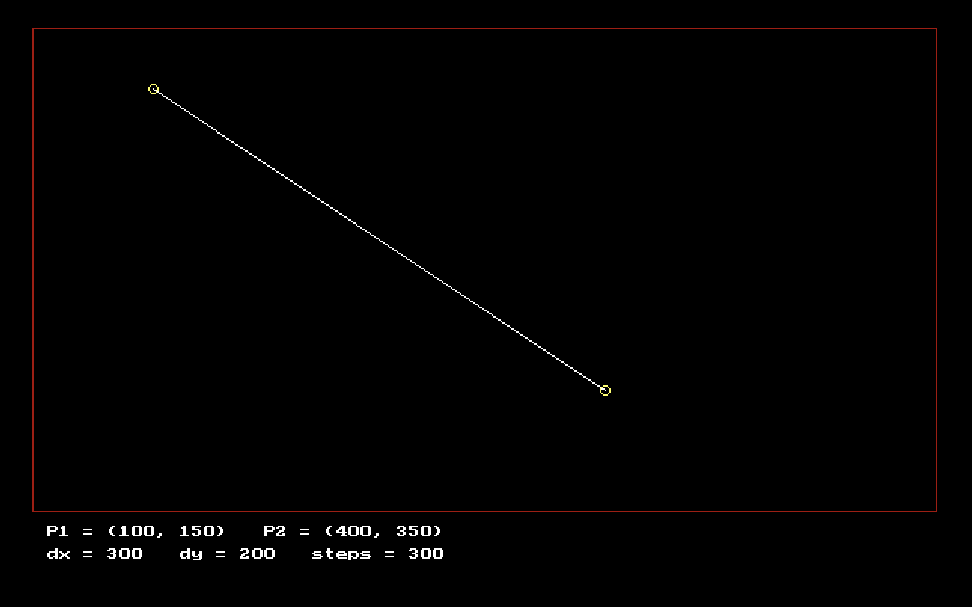 P1 = (100, 150)   P2 = (400, 350)
dx = 300   dy = 200   steps = 300